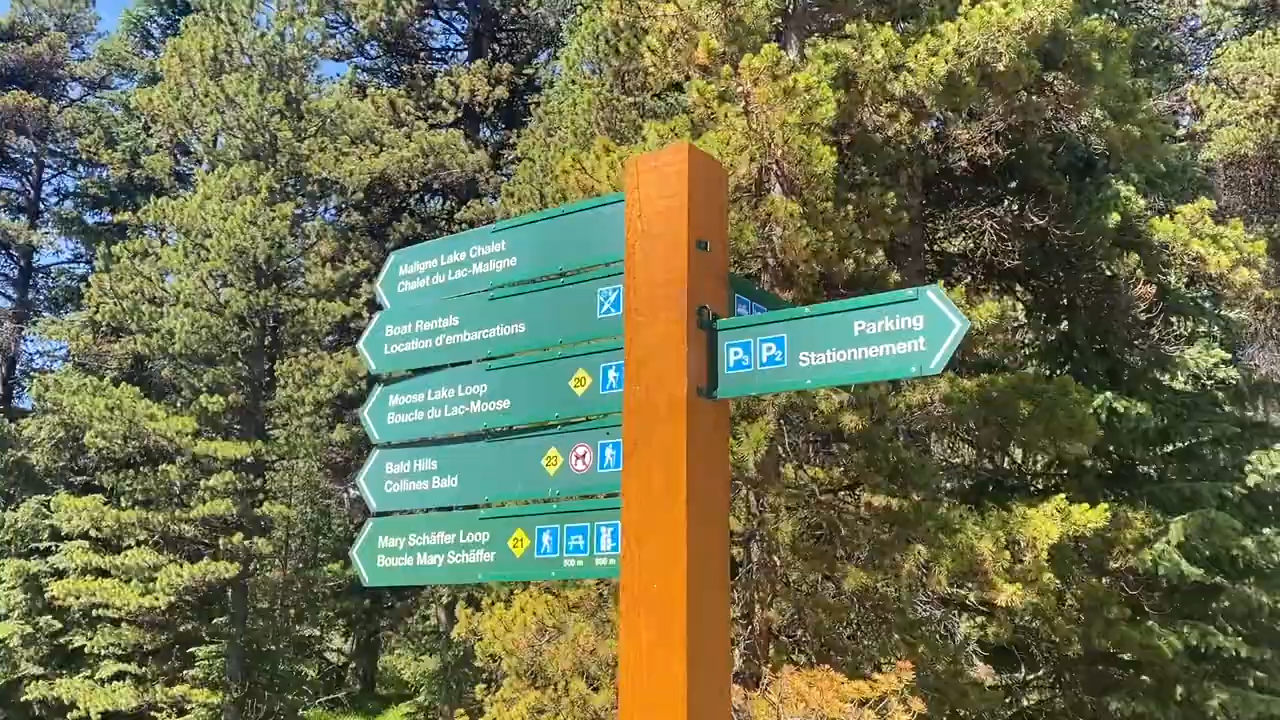 Maligne Lake Chalet
Chalet du Lac-Maligne
Boat Rentals
Location d'embarcations
Moose Lake Loop
Boucle du Lac-Moose
20
Bald Hills
Collines Bald
23
Mary Schäffer Loop
Boucle Mary Schäffer
21
500 m
800 m
Parking
Stationnement
P3 P2